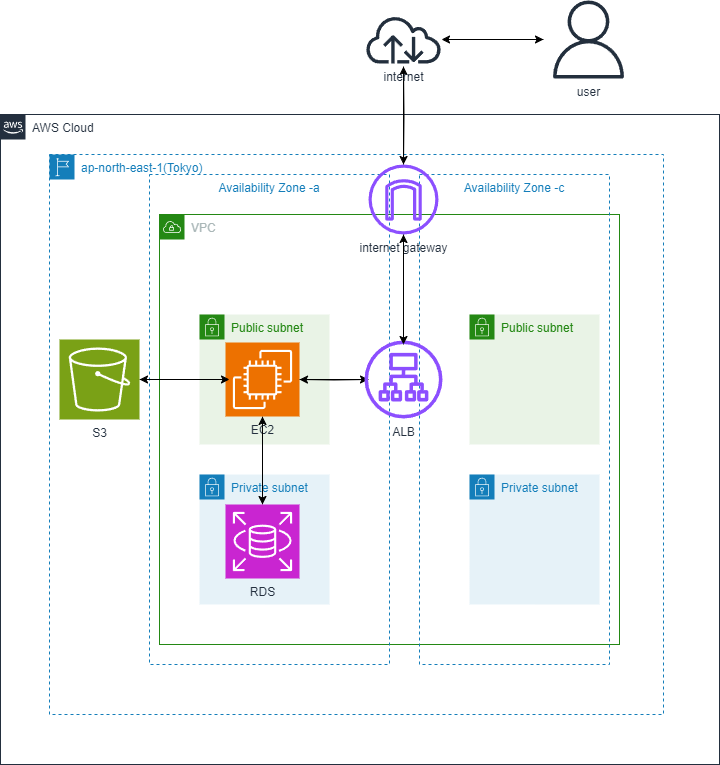 internet
user
aws
AWS Cloud
ap-north-east-1(Tokyo)
Availability Zone -a
Availability Zone -c
VPC
internet gateway
Public subnet
Public subnet
EC2
S3
ALB
Private subnet
Private subnet
RDS